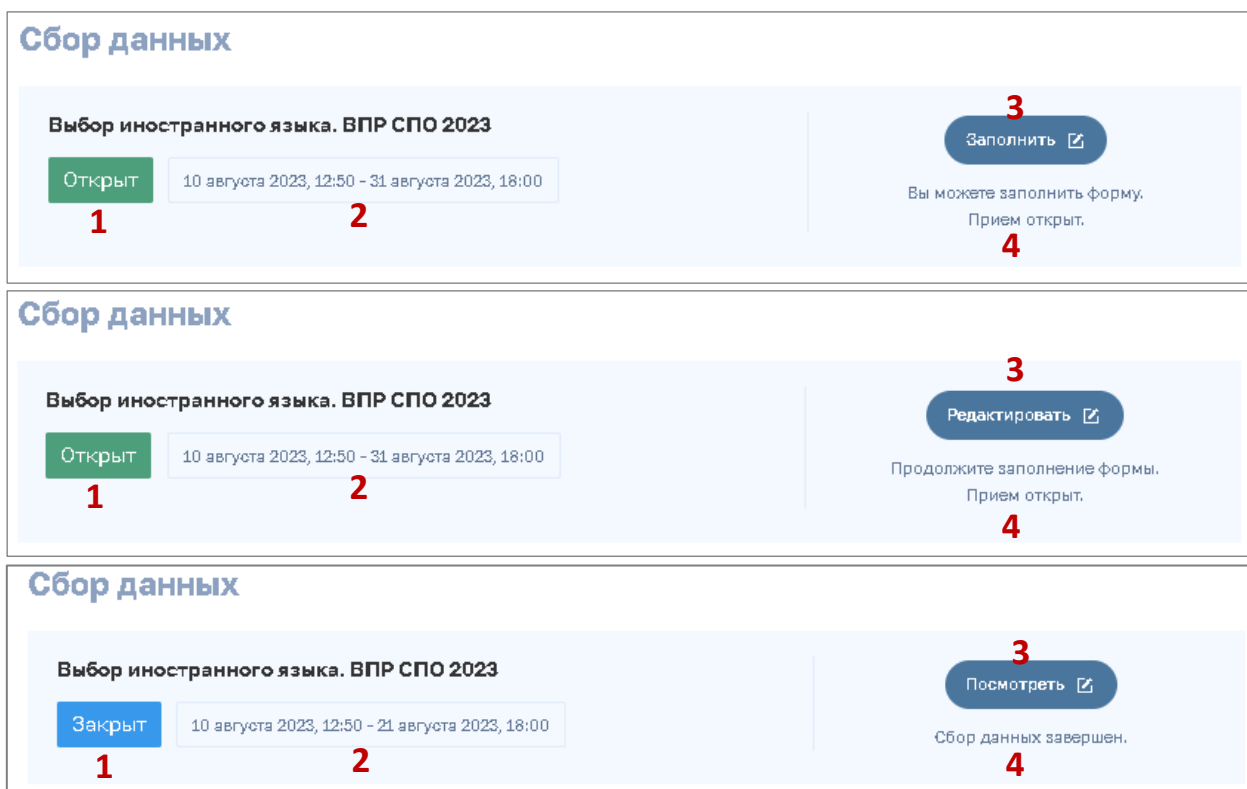 Сбор данных
3
Выбор иностранного языка. ВПР СПО 2023
Заполнить
Открыт
10 августа 2023, 12:50 - 31 августа 2023, 18:00
Вы можете заполнить форму.
1
2
Прием открыт.
4
Сбор данных
3
Выбор иностранного языка. ВПР СПО 2023
Редактировать
Открыт
10 августа 2023, 12:50 - 31 августа 2023, 18:00
Продолжите заполнение формы.
1
2
Прием открыт.
4
Сбор данных
3
Выбор иностранного языка. ВПР СПО 2023
Посмотреть
Закрыт
10 августа 2023, 12:50 - 21 августа 2023, 18:00
Сбор данных завершен.
1
2
4